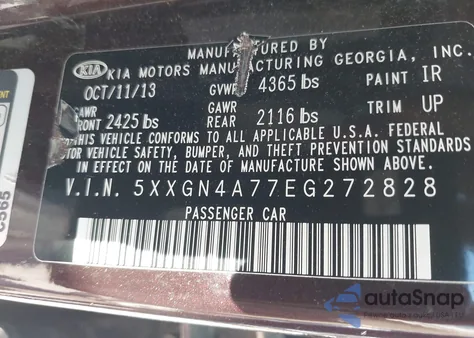 MANUFACTURED BY
KIA KIA MOTORS MANUFACTURING GEORGIA, INC.
OCT/11/13 GVWR 4365 lbs PAINT IR
GAWR FRONT 2425 lbs GAWR REAR 2116 lbs TRIM UP
THIS VEHICLE CONFORMS TO ALL APPLICABLE U.S.A. FEDERAL
MOTOR VEHICLE SAFETY, BUMPER, AND THEFT PREVENTION STANDARDS
IN EFFECT ON THE DATE OF MANUFACTURE SHOWN ABOVE.
V.I.N. 5XXGN4A77EG272828
PASSENGER CAR
C565
autaSnap